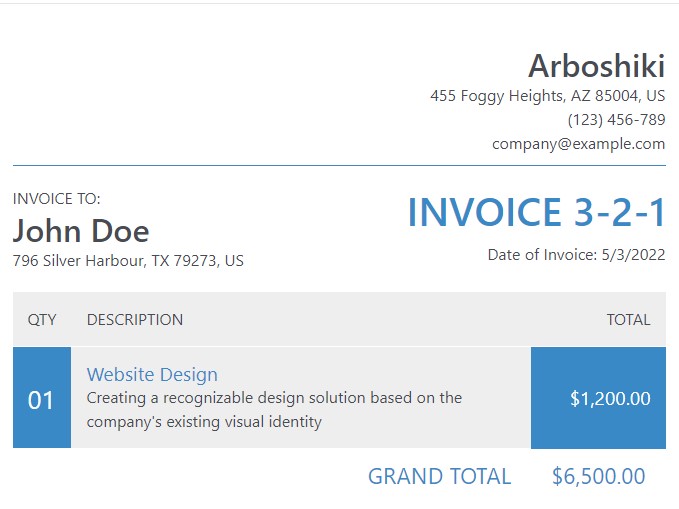 Arboshiki
455 Foggy Heights, AZ 85004, US
(123) 456-789
company@example.com
INVOICE TO:
John Doe
796 Silver Harbour, TX 79273, US
INVOICE 3-2-1
Date of Invoice: 5/3/2022
QTY DESCRIPTION TOTAL
01
Website Design
Creating a recognizable design solution based on the
company's existing visual identity
$1,200.00
GRAND TOTAL $6,500.00